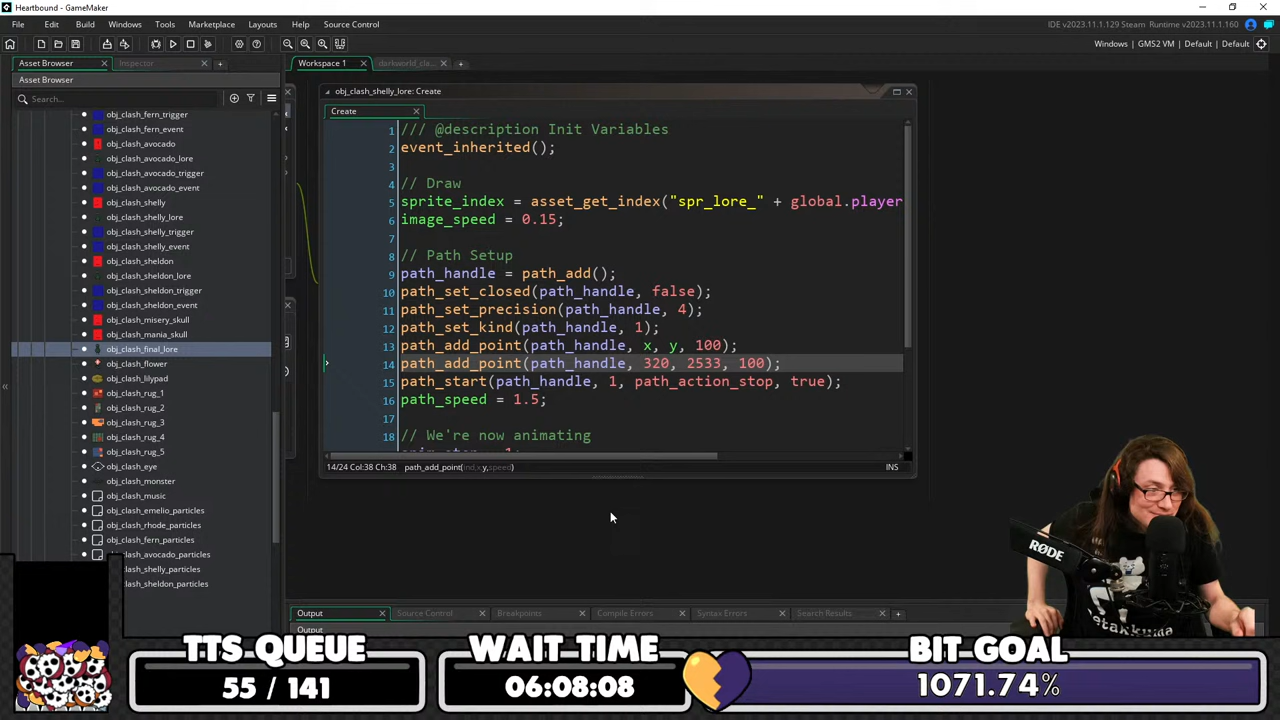 Heartbound - GameMaker
File Edit Build Windows Tools Marketplace Layouts Help Source Control
IDE v2023.11.1.129 Steam Runtime v2023.11.1.160
Windows | GMS2 VM | Default | Default
Asset Browser
Inspector
Workspace 1
darkworld_cla...
Asset Browser
Search...
obj_clash_fern_trigger
obj_clash_fern_event
obj_clash_avocado
obj_clash_avocado_lore
obj_clash_avocado_trigger
obj_clash_avocado_event
obj_clash_shelly
obj_clash_shelly_lore
obj_clash_shelly_trigger
obj_clash_shelly_event
obj_clash_sheldon
obj_clash_sheldon_lore
obj_clash_sheldon_trigger
obj_clash_sheldon_event
obj_clash_misery_skull
obj_clash_mania_skull
obj_clash_final_lore
obj_clash_flower
obj_clash_lilypad
obj_clash_rug_1
obj_clash_rug_2
obj_clash_rug_3
obj_clash_rug_4
obj_clash_rug_5
obj_clash_eye
obj_clash_monster
obj_clash_music
obj_clash_emelio_particles
obj_clash_rhode_particles
obj_clash_fern_particles
obj_clash_avocado_particles
clash_shelly_particles
clash_sheldon_particles
obj_clash_shelly_lore: Create
Create
1 /// @description Init Variables
2 event_inherited();
3
4 // Draw
5 sprite_index = asset_get_index("spr_lore_" + global.player
6 image_speed = 0.15;
7
8 // Path Setup
9 path_handle = path_add();
10 path_set_closed(path_handle, false);
11 path_set_precision(path_handle, 4);
12 path_set_kind(path_handle, 1);
13 path_add_point(path_handle, x, y, 100);
14 path_add_point(path_handle, 320, 2533, 100);
15 path_start(path_handle, 1, path_action_stop, true);
16 path_speed = 1.5;
17
18 // We're now animating
14/24 Col:38 Ch:38 path_add_point(ind,x,y,speed) INS
Output Source Control Breakpoints Compile Errors Syntax Errors Search Results
Output
RØDE
TTS QUEUE
55 / 141
WAIT TIME
06:08:08
BIT GOAL
1071.74%